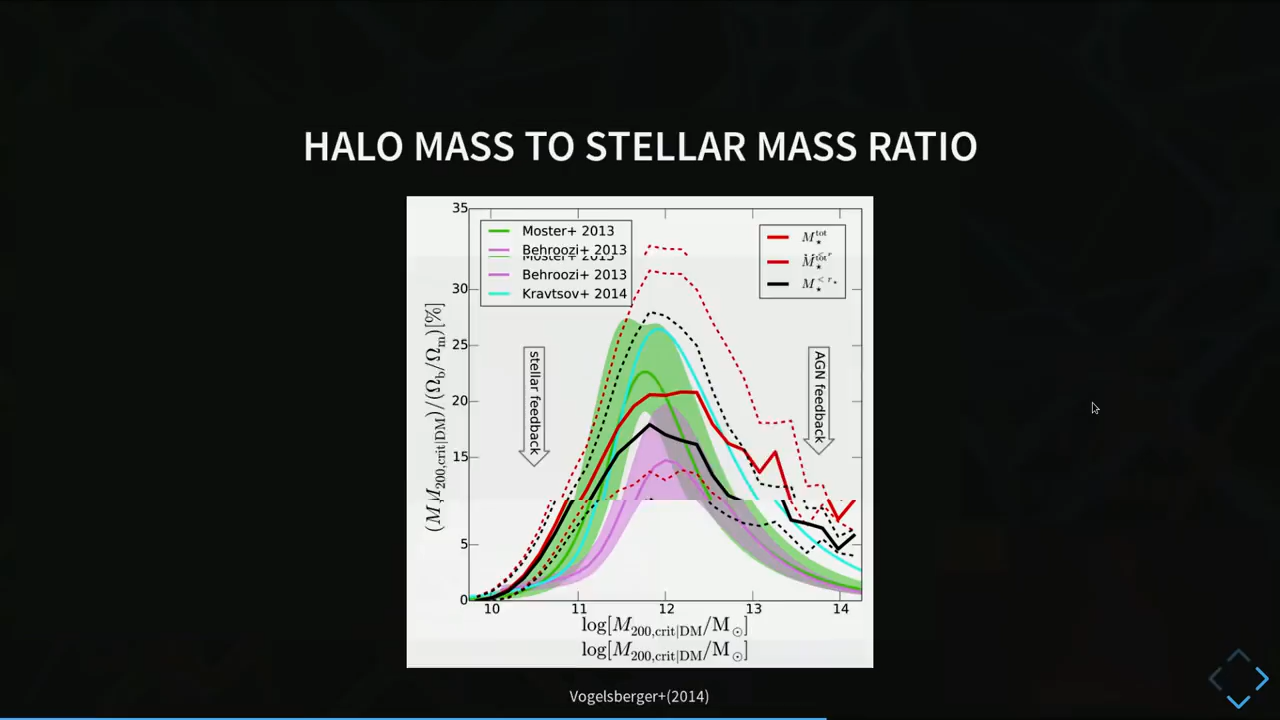 HALO MASS TO STELLAR MASS RATIO
35
Moster+ 2013
Behroozi+ 2013
Moster+ 2013
Behroozi+ 2013
Kravtsov+ 2014
M⋆^tot
M⋆^<r⋆
30
25
20
15
5
0
stellar feedback
AGN feedback
10 11 12 13 14
log[M200,crit|DM/M⊙]
log[M200,crit|DM/M⊙]
Vogelsberger+(2014)